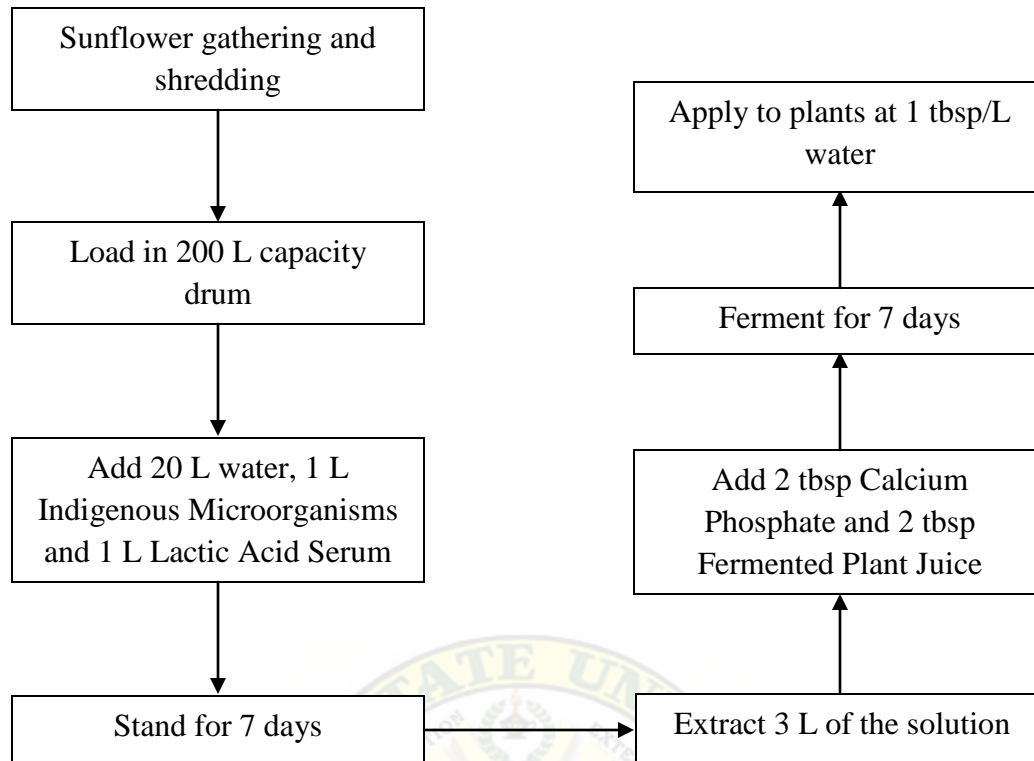 Sunflower gathering and
shredding
Load in 200 L capacity
drum
Add 20 L water, 1 L
Indigenous Microorganisms
and 1 L Lactic Acid Serum
Stand for 7 days
Extract 3 L of the solution
Add 2 tbsp Calcium
Phosphate and 2 tbsp
Fermented Plant Juice
Ferment for 7 days
Apply to plants at 1 tbsp/L
water
TATE UN